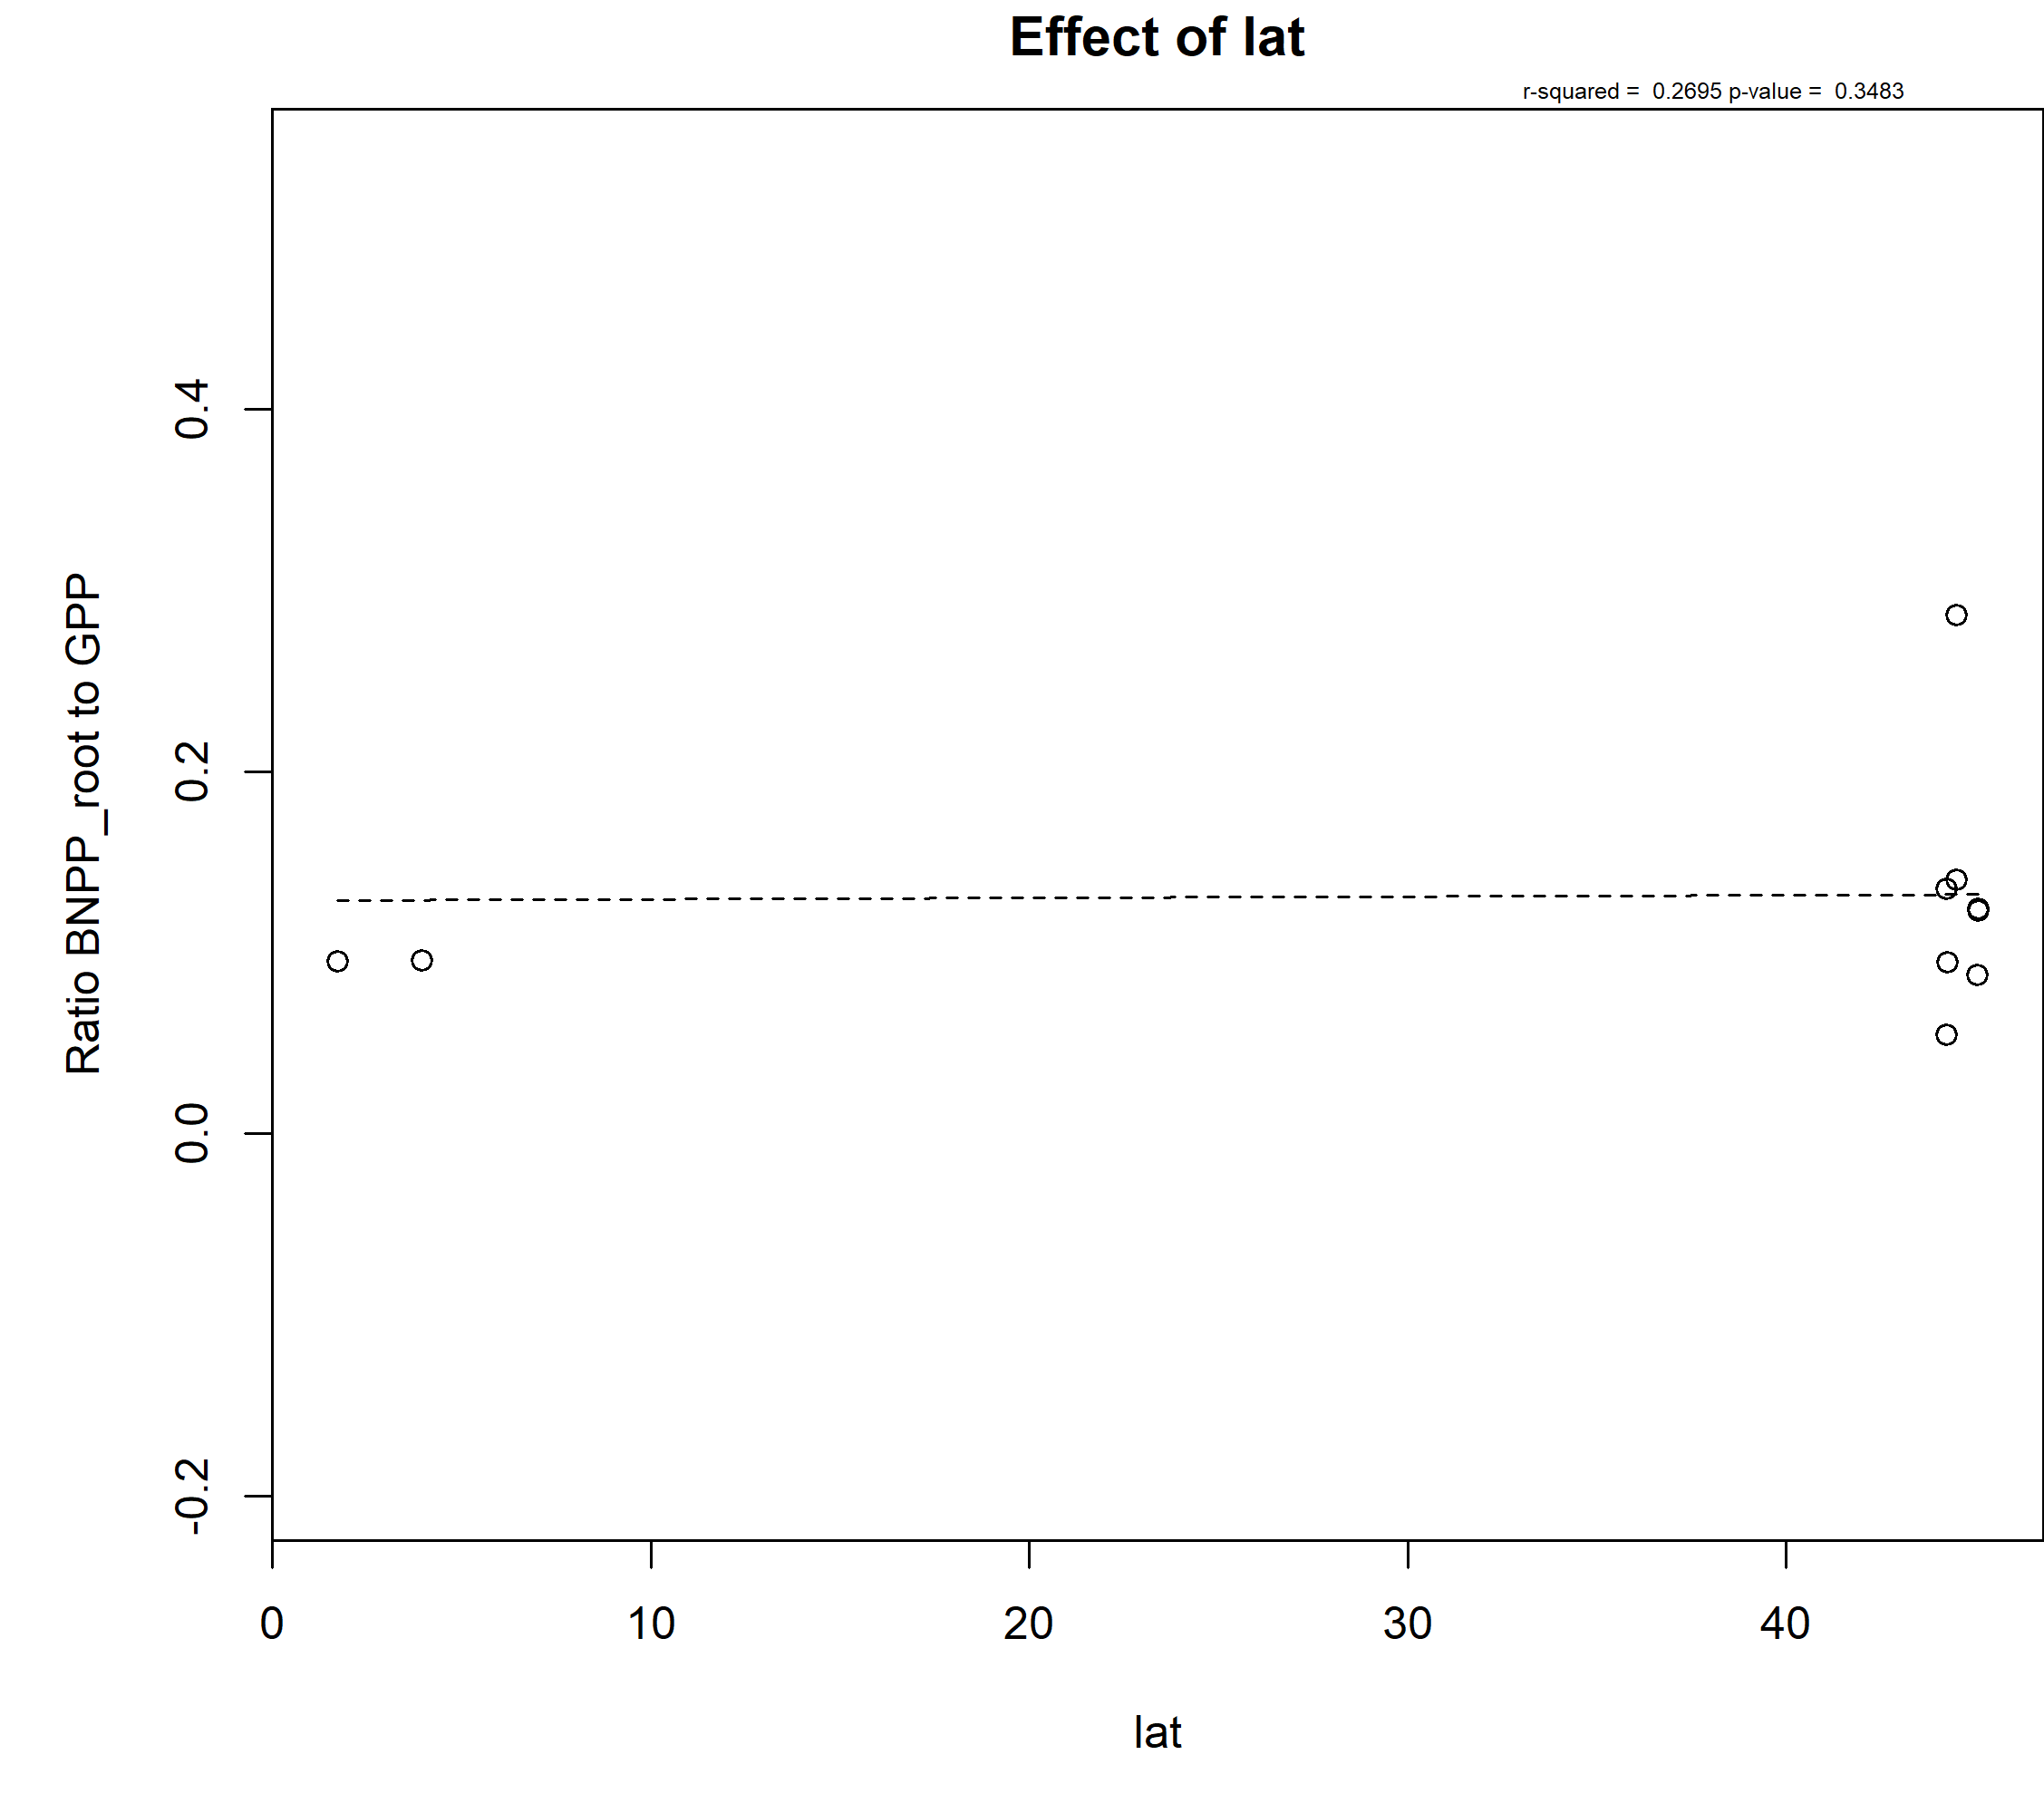 Effect of lat
r-squared = 0.2695 p-value = 0.3483
Ratio BNPP_root to GPP
0.4
0.2
0.0
-0.2
0 10 20 30 40
lat